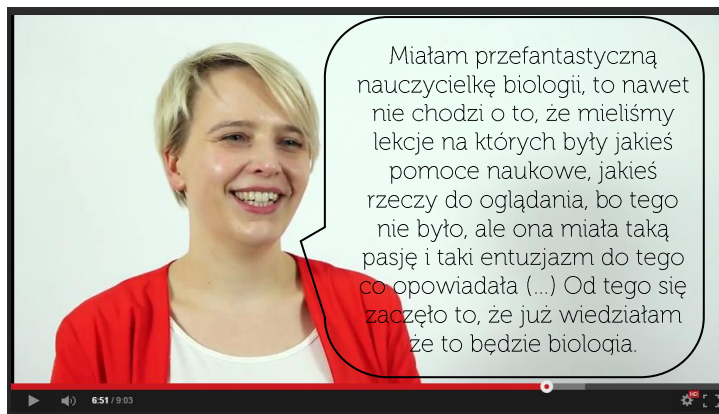 Miałam przefantastyczną
nauczycielkę biologii, to nawet
nie chodzi o to, że mieliśmy
lekcje na których były jakieś
pomoce naukowe, jakieś
rzeczy do oglądania, bo tego
nie było, ale ona miała taką
pasję i taki entuzjazm do tego
co opowiadała (...) Od tego się
zaczęło to, że już wiedziałam
że to będzie biologia.
6:51 / 9:03
HD